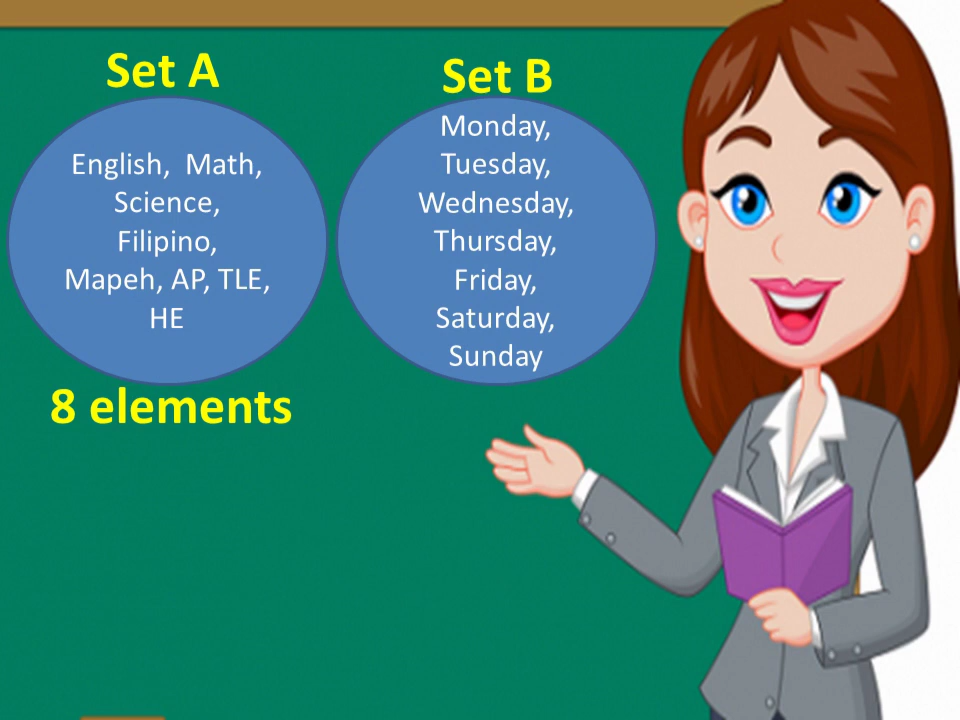 Set A
English,  Math,
Science,
Filipino,
Mapeh, AP, TLE,
HE
8 elements
Set B
Monday,
Tuesday,
Wednesday,
Thursday,
Friday,
Saturday,
Sunday